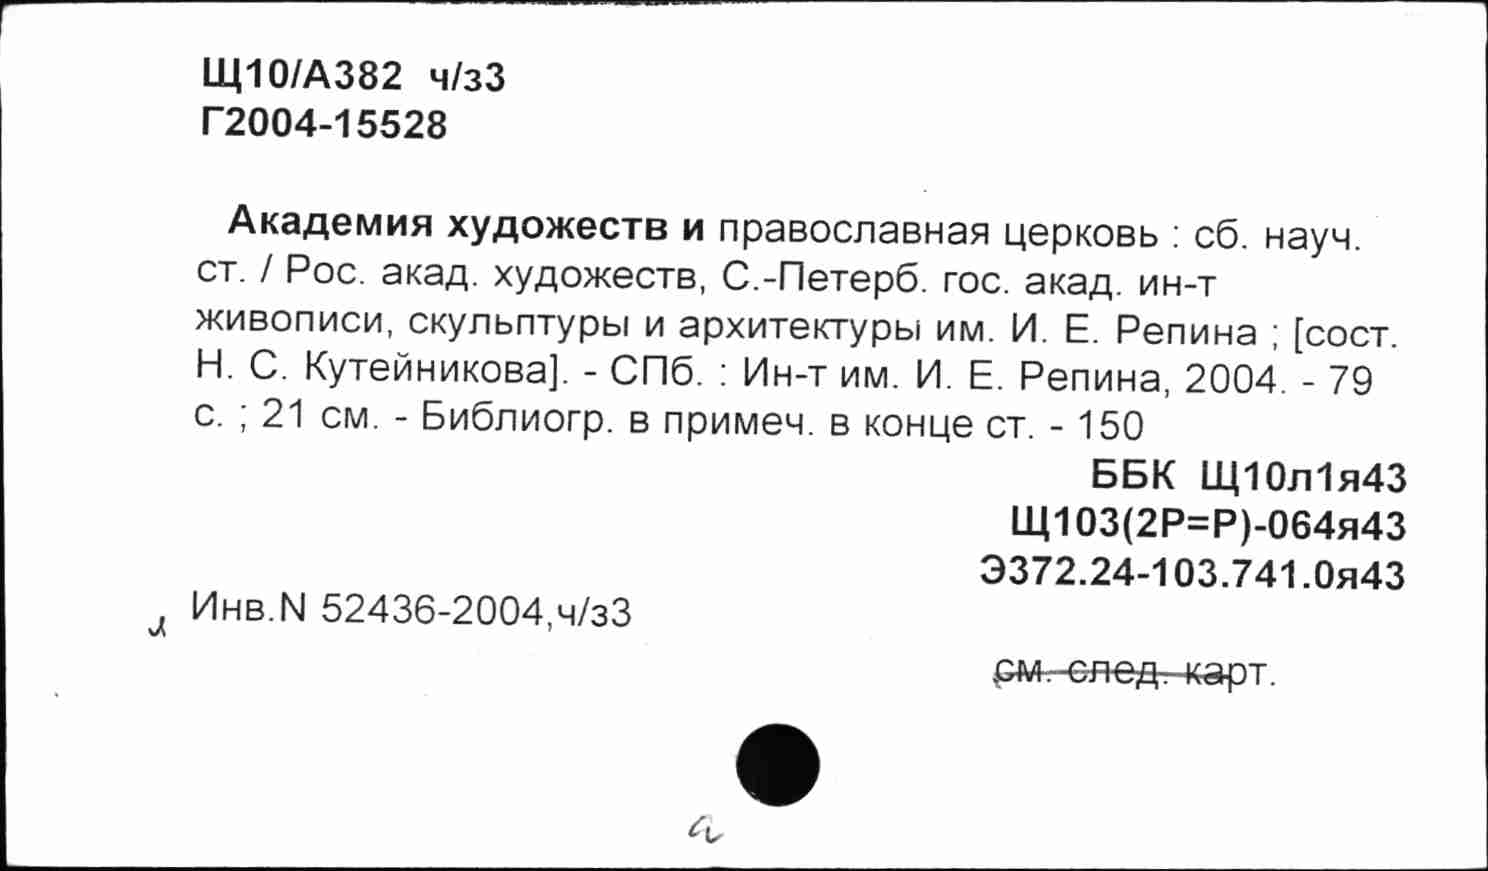 Щ10/А382 ч/з3
Г2004-15528
Академия художеств и православная церковь : сб. науч.
ст. / Рос. акад. художеств, С.-Петерб. гос. акад. ин-т
живописи, скульптуры и архитектуры им. И. Е. Репина ; [сост.
Н. С. Кутейникова]. - СПб. : Ин-т им. И. Е. Репина, 2004. - 79
с. ; 21 см. - Библиогр. в примеч. в конце ст. - 150
ББК Щ10л1я43
Щ103(2Р=Р)-064я43
Э372.24-103.741.0я43
Инв.N 52436-2004,ч/з3
см. след. карт.
а